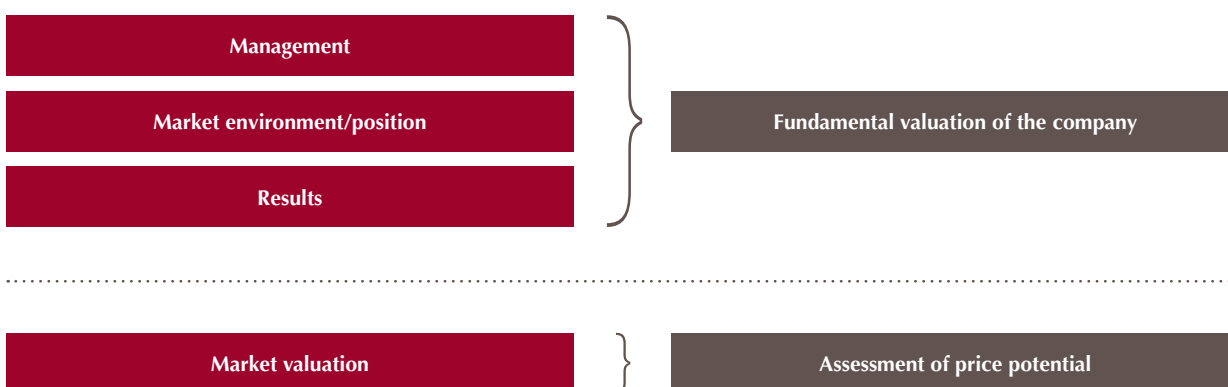 Management
Market environment/position
Fundamental valuation of the company
Results
Market valuation
Assessment of price potential